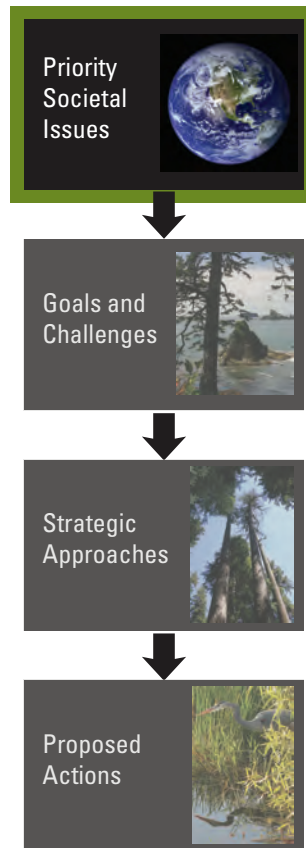 Priority
Societal
Issues
Goals and
Challenges
Strategic
Approaches
Proposed
Actions